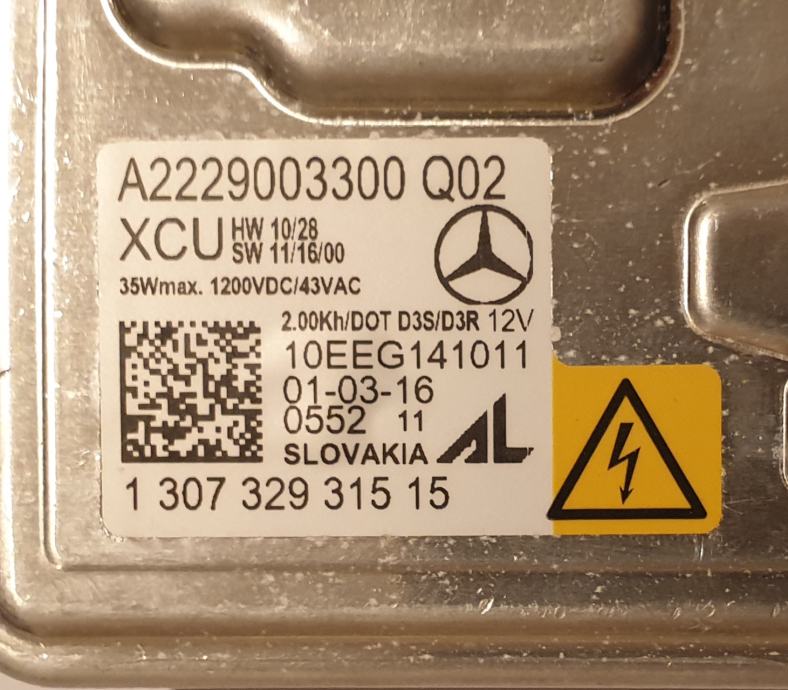 A2229003300 Q02
XCU HW 10/28
SW 11/16/00
35Wmax. 1200VDC/43VAC
2.00Kh/DOT D3S/D3R 12V
10EEG141011
01-03-16
0552 11
SLOVAKIA AL
1 307 329 315 15